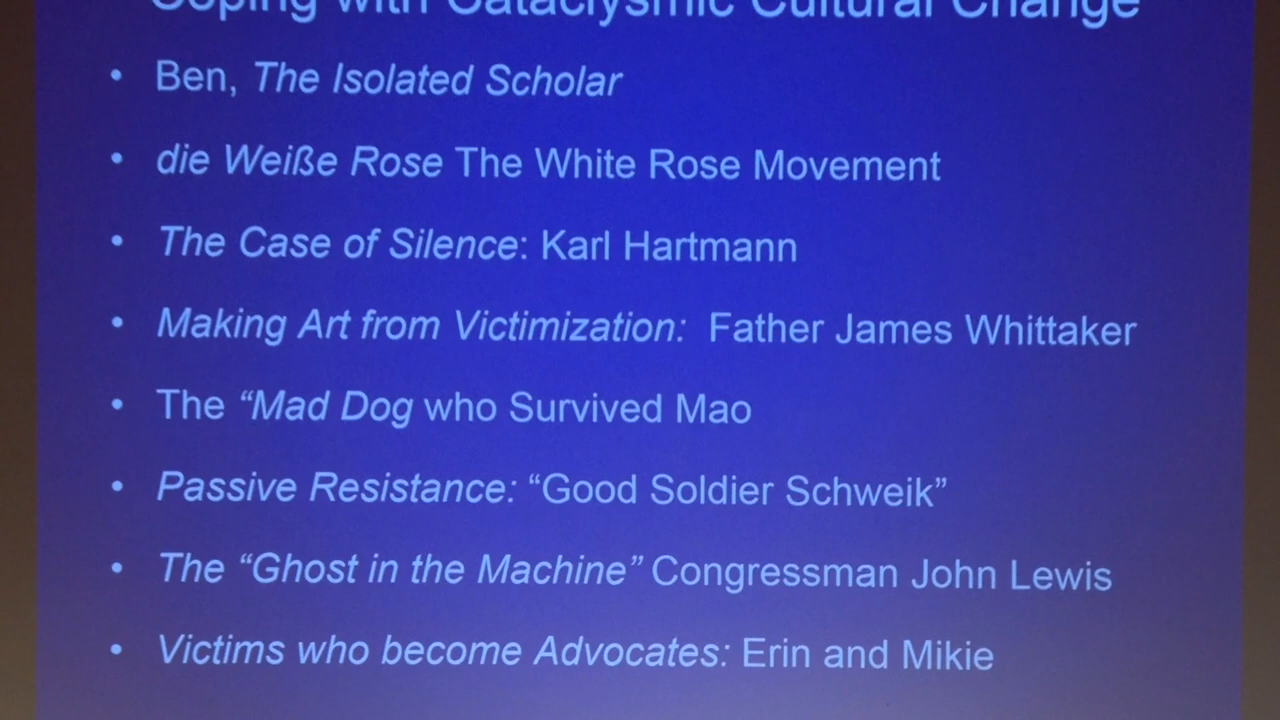 Coping with Cataclysmic Cultural Change
• Ben, The Isolated Scholar
• die Weiße Rose The White Rose Movement
• The Case of Silence: Karl Hartmann
• Making Art from Victimization: Father James Whittaker
• The “Mad Dog who Survived Mao
• Passive Resistance: “Good Soldier Schweik”
• The “Ghost in the Machine” Congressman John Lewis
• Victims who become Advocates: Erin and Mikie